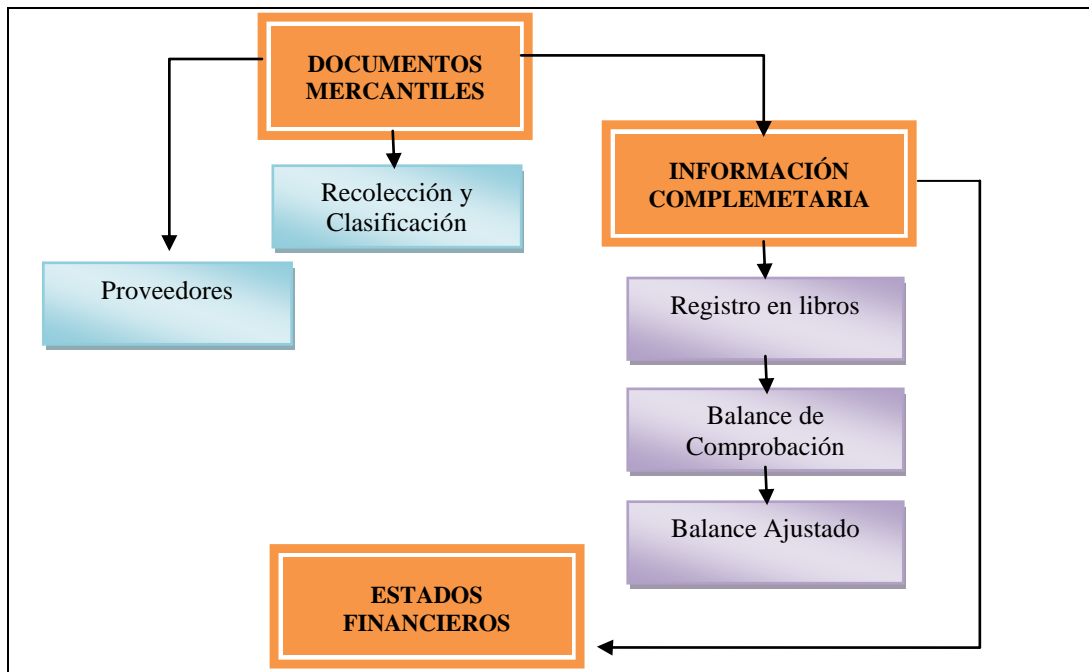 DOCUMENTOS
MERCANTILES
Recolección y
Clasificación
Proveedores
INFORMACIÓN
COMPLEMETARIA
Registro en libros
Balance de
Comprobación
Balance Ajustado
ESTADOS
FINANCIEROS